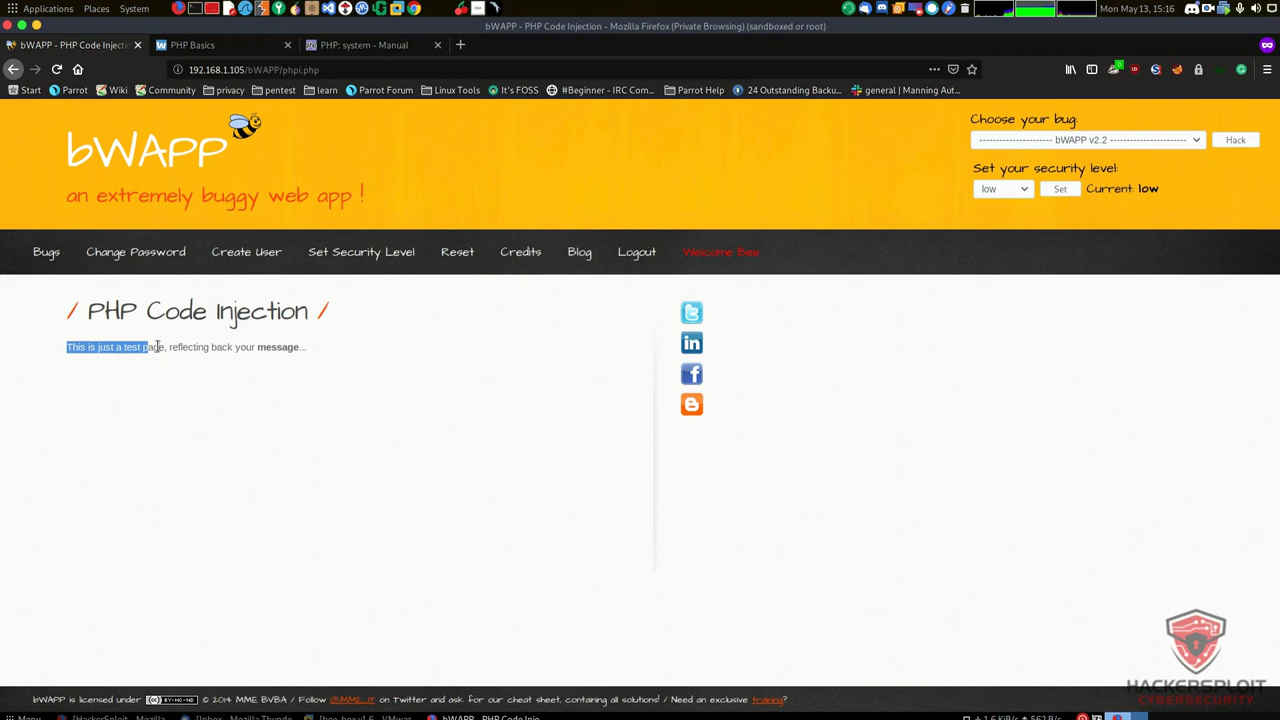 Applications Places System
Mon May 13, 15:16
bWAPP - PHP Code Injection - Mozilla Firefox (Private Browsing) (sandboxed or root)
bWAPP - PHP Code Injecti
PHP Basics
PHP: system - Manual
192.168.1.105/bWAPP/phpi.php
Start Parrot Wiki Community privacy pentest learn Parrot Forum Linux Tools It's FOSS #Beginner - IRC Com... Parrot Help 24 Outstanding Backu... general | Manning Aut...
bWAPP
an extremely buggy web app !
Choose your bug:
---------------------- bWAPP v2.2 ----------------------- Hack
Set your security level:
low Set Current: low
Bugs Change Password Create User Set Security Level Reset Credits Blog Logout Welcome Bee
/ PHP Code Injection /
This is just a test page, reflecting back your message...
HACKERSPLOIT
CYBERSECURITY
bWAPP is licensed under © 2014 MME BVBA / Follow @MME_IT on Twitter and ask for our cheat sheet, containing all solutions! / Need an exclusive training?